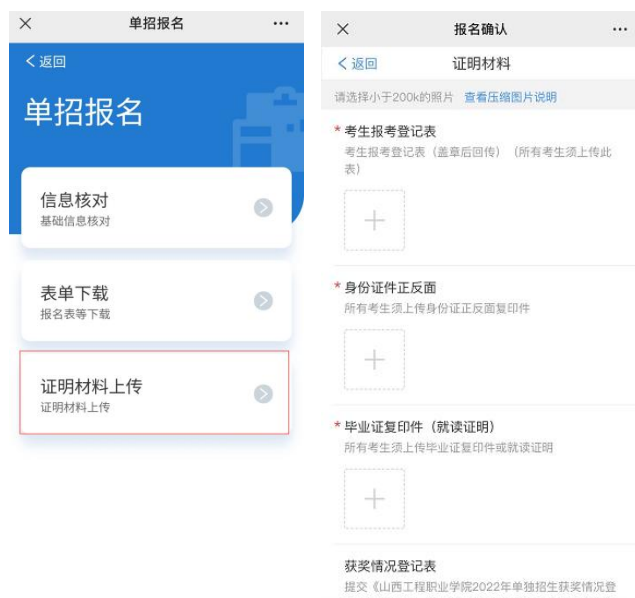 单招报名
返回
单招报名
信息核对
基础信息核对
表单下载
报名表等下载
证明材料上传
证明材料上传
报名确认
返回
证明材料
请选择小于200k的照片 查看压缩图片说明
* 考生报考登记表
考生报考登记表（盖章后回传）（所有考生须上传此
表）
* 身份证件正反面
所有考生须上传身份证正反面复印件
* 毕业证复印件（就读证明）
所有考生须上传毕业证复印件或就读证明
获奖情况登记表
提交《山西工程职业学院2022年单独招生获奖情况登